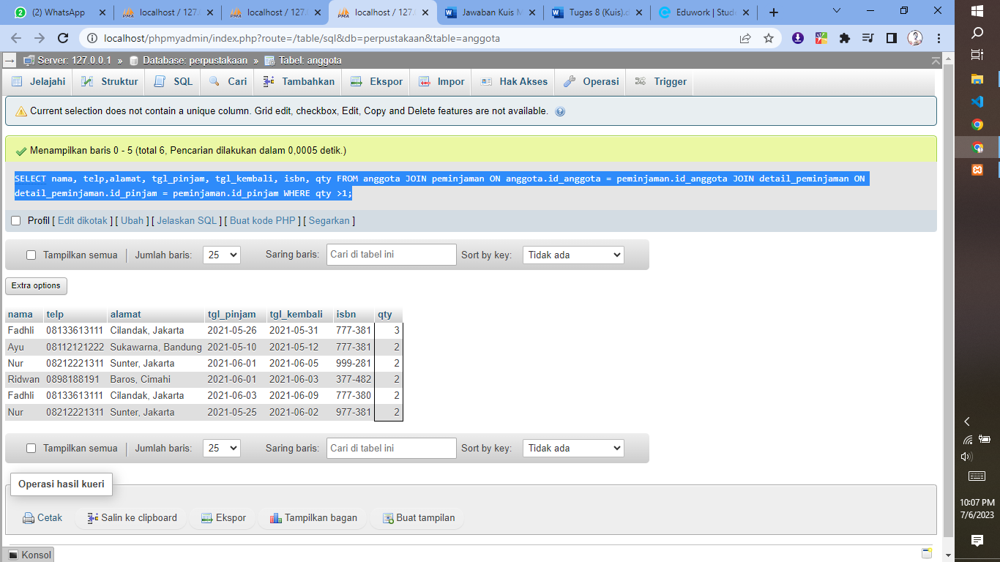 (2) WhatsApp
localhost / 127.0
localhost / 127.
localhost / 127.0
Jawaban Kuis M
Tugas 8 (Kuis).d
Eduwork | Stud
localhost/phpmyadmin/index.php?route=/table/sql&db=perpustakaan&table=anggota
Server: 127.0.0.1 » Database: perpustakaan » Tabel: anggota
Jelajahi Struktur SQL Cari Tambahkan Ekspor Impor Hak Akses Operasi Trigger
Current selection does not contain a unique column. Grid edit, checkbox, Edit, Copy and Delete features are not available.
Menampilkan baris 0 - 5 (total 6, Pencarian dilakukan dalam 0,0005 detik.)
SELECT nama, telp,alamat, tgl_pinjam, tgl_kembali, isbn, qty FROM anggota JOIN peminjaman ON anggota.id_anggota = peminjaman.id_anggota JOIN detail_peminjaman ON
detail_peminjaman.id_pinjam = peminjaman.id_pinjam WHERE qty >1;
Profil [ Edit dikotak ] [ Ubah ] [ Jelaskan SQL ] [ Buat kode PHP ] [ Segarkan ]
Tampilkan semua | Jumlah baris: 25 Saring baris: Cari di tabel ini Sort by key: Tidak ada
Extra options
nama telp alamat tgl_pinjam tgl_kembali isbn qty
Fadhli 08133613111 Cilandak, Jakarta 2021-05-26 2021-05-31 777-381 3
Ayu 08112121222 Sukawarna, Bandung 2021-05-10 2021-05-12 777-381 2
Nur 08212221311 Sunter, Jakarta 2021-06-01 2021-06-05 999-281 2
Ridwan 0898188191 Baros, Cimahi 2021-06-01 2021-06-03 377-482 2
Fadhli 08133613111 Cilandak, Jakarta 2021-06-03 2021-06-09 777-380 2
Nur 08212221311 Sunter, Jakarta 2021-05-25 2021-06-02 977-381 2
Tampilkan semua | Jumlah baris: 25 Saring baris: Cari di tabel ini Sort by key: Tidak ada
Operasi hasil kueri
Cetak Salin ke clipboard Ekspor Tampilkan bagan Buat tampilan
Konsol
10:07 PM
7/6/2023